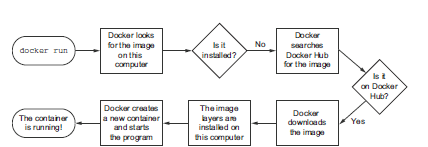 docker run
Docker looks
for the image
on this
computer
Is it
installed?
No
Docker
searches
Docker Hub
for the image
Is it
on Docker
Hub?
Yes
Docker
downloads
the image
The image
layers are
installed on
this computer
Docker creates
a new container
and starts
the program
The container
is running!